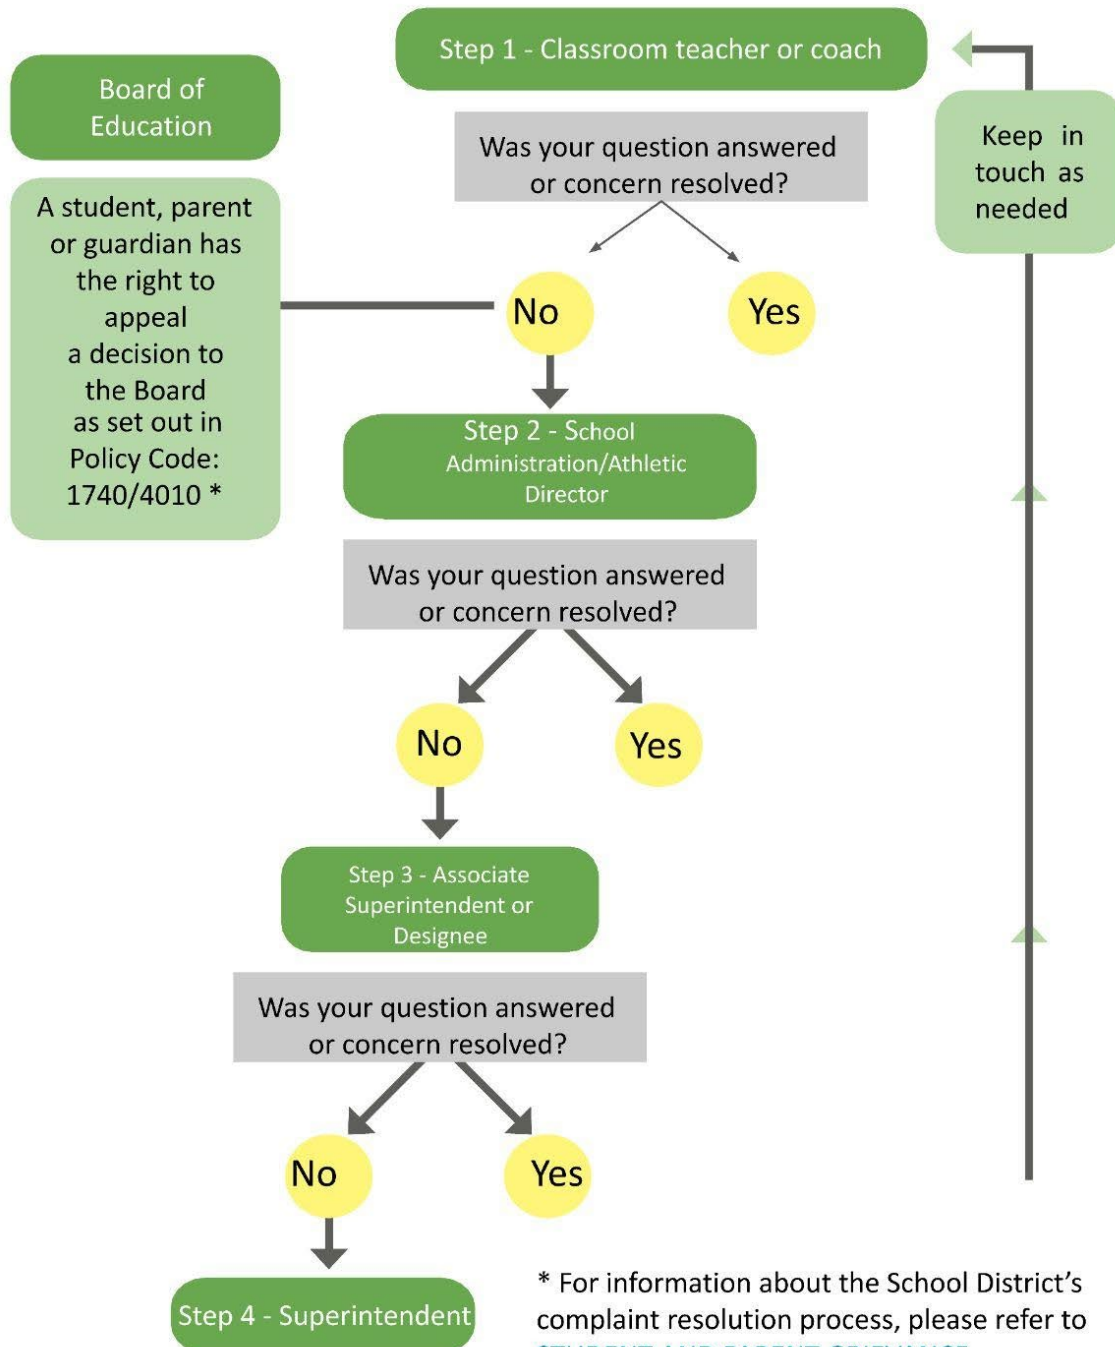 Step 1 - Classroom teacher or coach
Board of
Education
A student, parent
or guardian has
the right to
appeal
a decision to
the Board
as set out in
Policy Code:
1740/4010 *
Was your question answered
or concern resolved?
Keep in
touch as
needed
No
Yes
Step 2 - School
Administration/Athletic
Director
Was your question answered
or concern resolved?
No
Yes
Step 3 - Associate
Superintendent or
Designee
Was your question answered
or concern resolved?
No
Yes
Step 4 - Superintendent
* For information about the School District's
complaint resolution process, please refer to
STUDENT AND PARENT GRIEVANCE